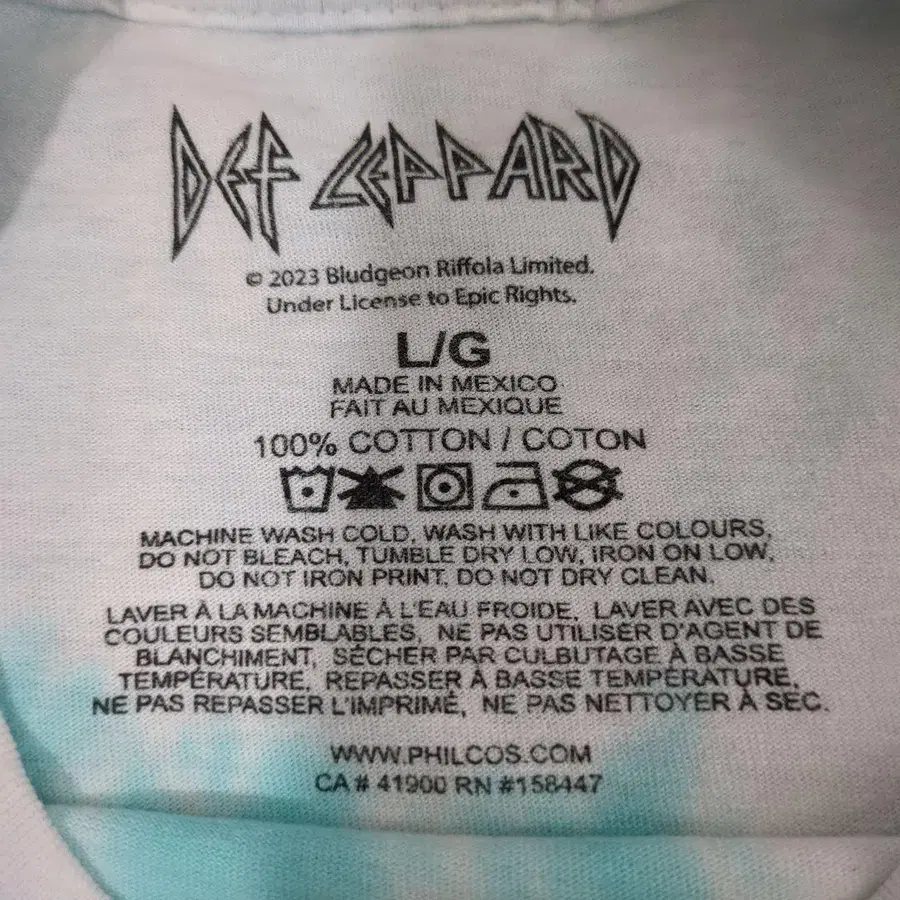 DEF LEPPARD
© 2023 Bludgeon Riffola Limited.
Under License to Epic Rights.
L/G
MADE IN MEXICO
FAIT AU MEXIQUE
100% COTTON / COTON
MACHINE WASH COLD, WASH WITH LIKE COLOURS,
DO NOT BLEACH, TUMBLE DRY LOW, IRON ON LOW,
DO NOT IRON PRINT, DO NOT DRY CLEAN.
LAVER À LA MACHINE À L'EAU FROIDE, LAVER AVEC DES
COULEURS SEMBLABLES, NE PAS UTILISER D'AGENT DE
BLANCHIMENT, SÉCHER PAR CULBUTAGE À BASSE
TEMPÉRATURE, REPASSER À BASSE TEMPÉRATURE,
NE PAS REPASSER L'IMPRIMÉ, NE PAS NETTOYER À SEC.
WWW.PHILCOS.COM
CA # 41900 RN #158447